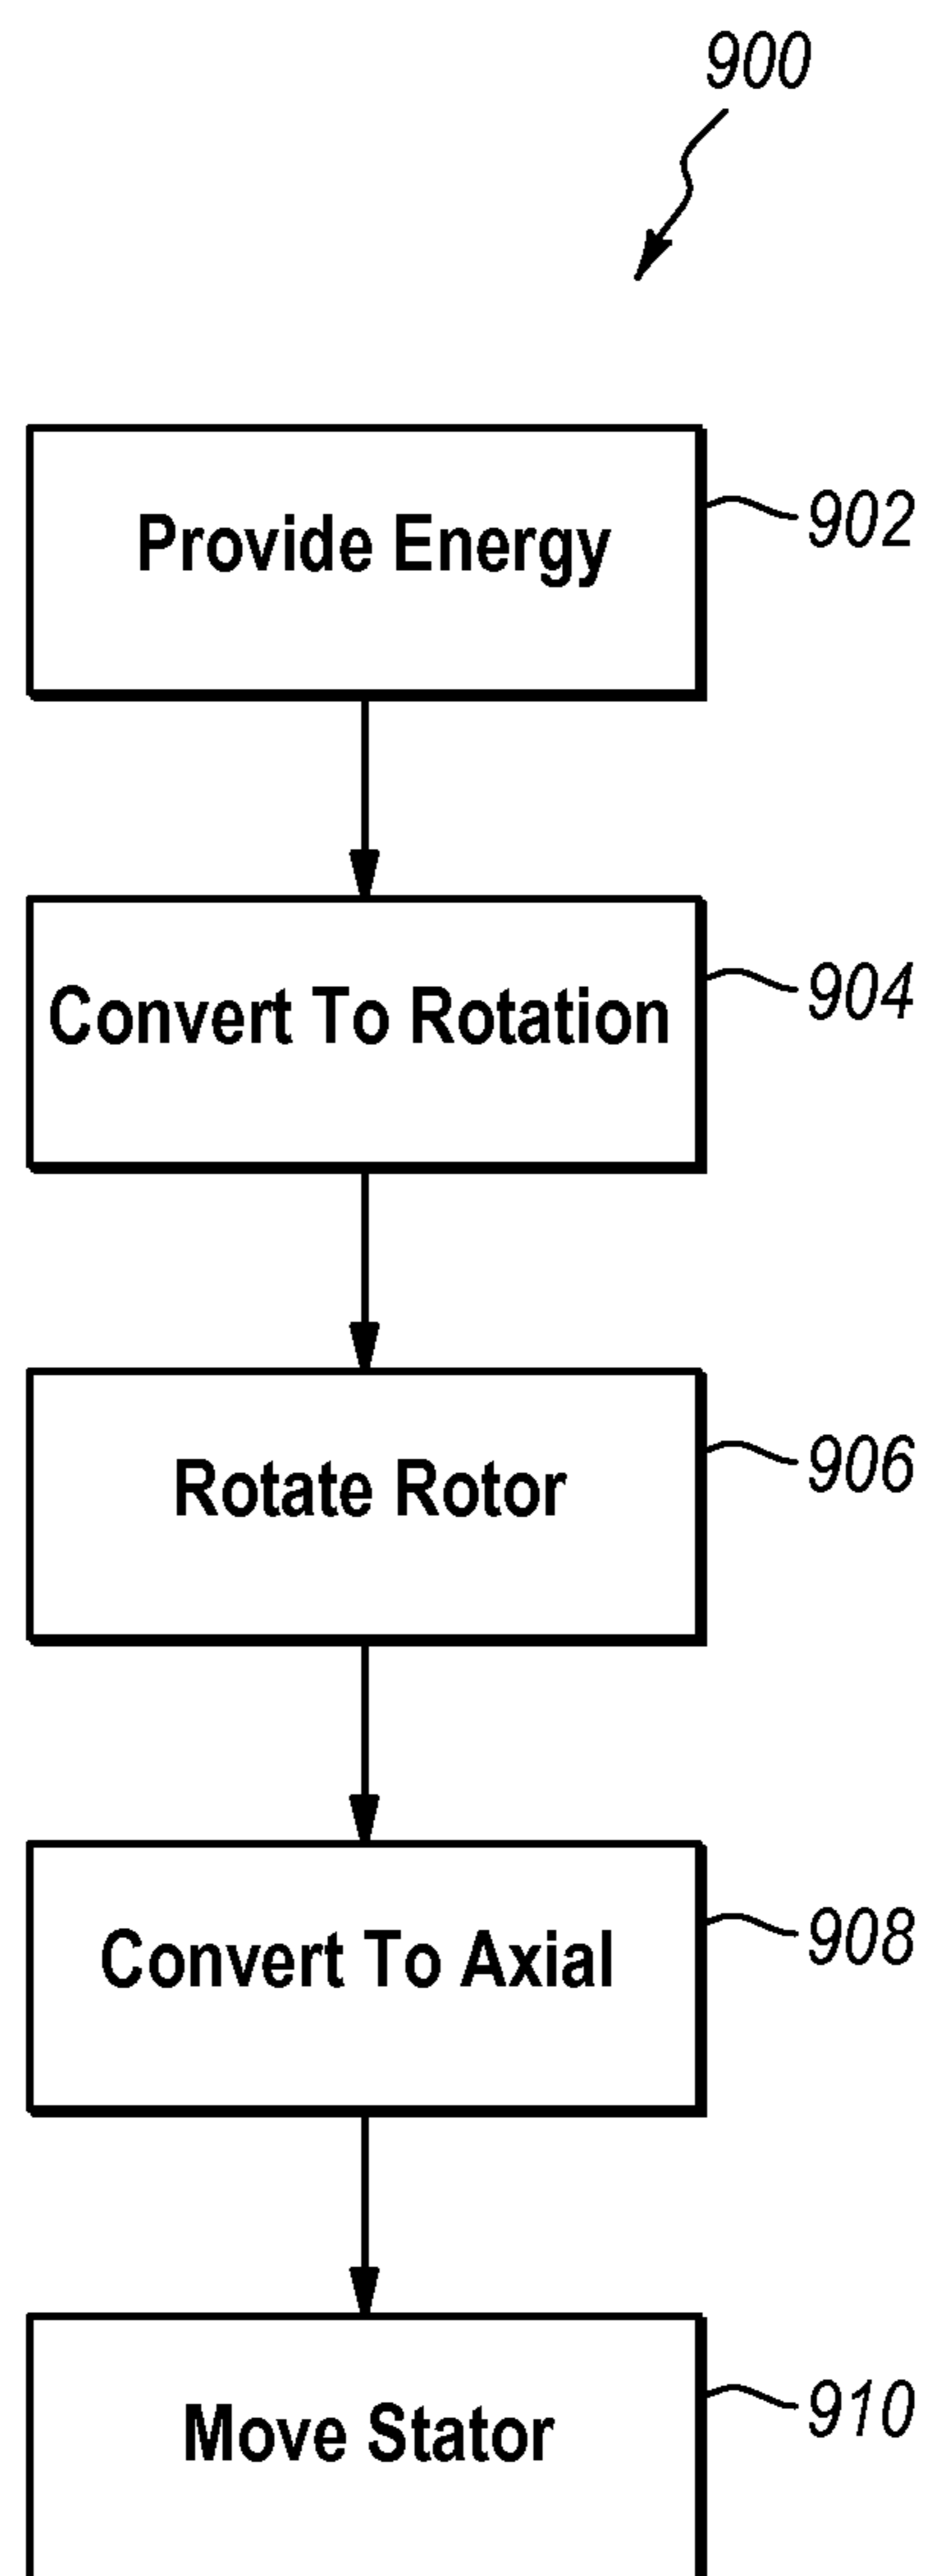 900
Provide Energy
902
Convert To Rotation
904
Rotate Rotor
906
Convert To Axial
908
Move Stator
910